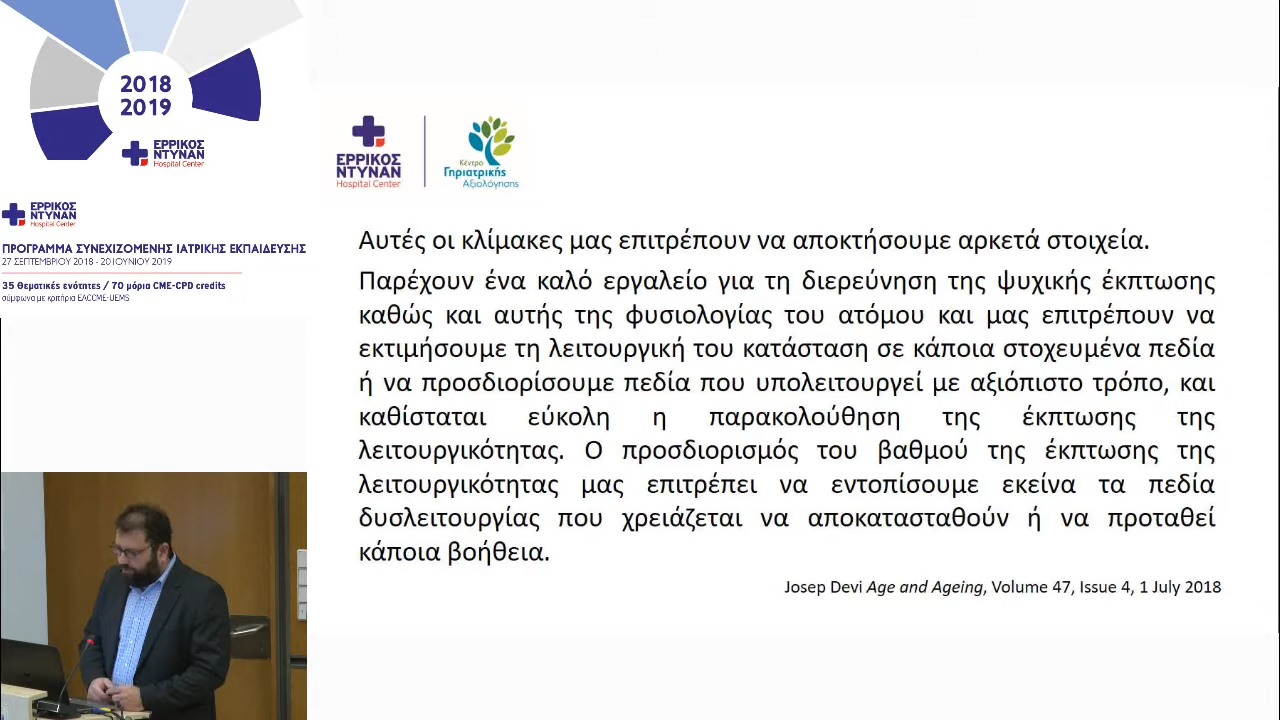 2018
2019
ΕΡΡΙΚΟΣ
ΝΤΥΝΑΝ
Hospital Center
ΕΡΡΙΚΟΣ
ΝΤΥΝΑΝ
Hospital Center
ΠΡΟΓΡΑΜΜΑ ΣΥΝΕΧΙΖΟΜΕΝΗΣ ΙΑΤΡΙΚΗΣ ΕΚΠΑΙΔΕΥΣΗΣ
27 ΣΕΠΤΕΜΒΡΙΟΥ 2018 - 20 ΙΟΥΝΙΟΥ 2019
35 Θεματικές ενότητες / 70 μόρια CME-CPD credits
σύμφωνα με κριτήρια EACCME-UEMS
ΕΡΡΙΚΟΣ
ΝΤΥΝΑΝ
Hospital Center
Κέντρο
Γηριατρικής
Αξιολόγησης
Αυτές οι κλίμακες μας επιτρέπουν να αποκτήσουμε αρκετά στοιχεία.
Παρέχουν ένα καλό εργαλείο για τη διερεύνηση της ψυχικής έκπτωσης
καθώς και αυτής της φυσιολογίας του ατόμου και μας επιτρέπουν να
εκτιμήσουμε τη λειτουργική του κατάσταση σε κάποια στοχευμένα πεδία
ή να προσδιορίσουμε πεδία που υπολειτουργεί με αξιόπιστο τρόπο, και
καθίσταται εύκολη η παρακολούθηση της έκπτωσης της
λειτουργικότητας. Ο προσδιορισμός του βαθμού της έκπτωσης της
λειτουργικότητας μας επιτρέπει να εντοπίσουμε εκείνα τα πεδία
δυσλειτουργίας που χρειάζεται να αποκατασταθούν ή να προταθεί
κάποια βοήθεια.
Josep Devi Age and Ageing, Volume 47, Issue 4, 1 July 2018